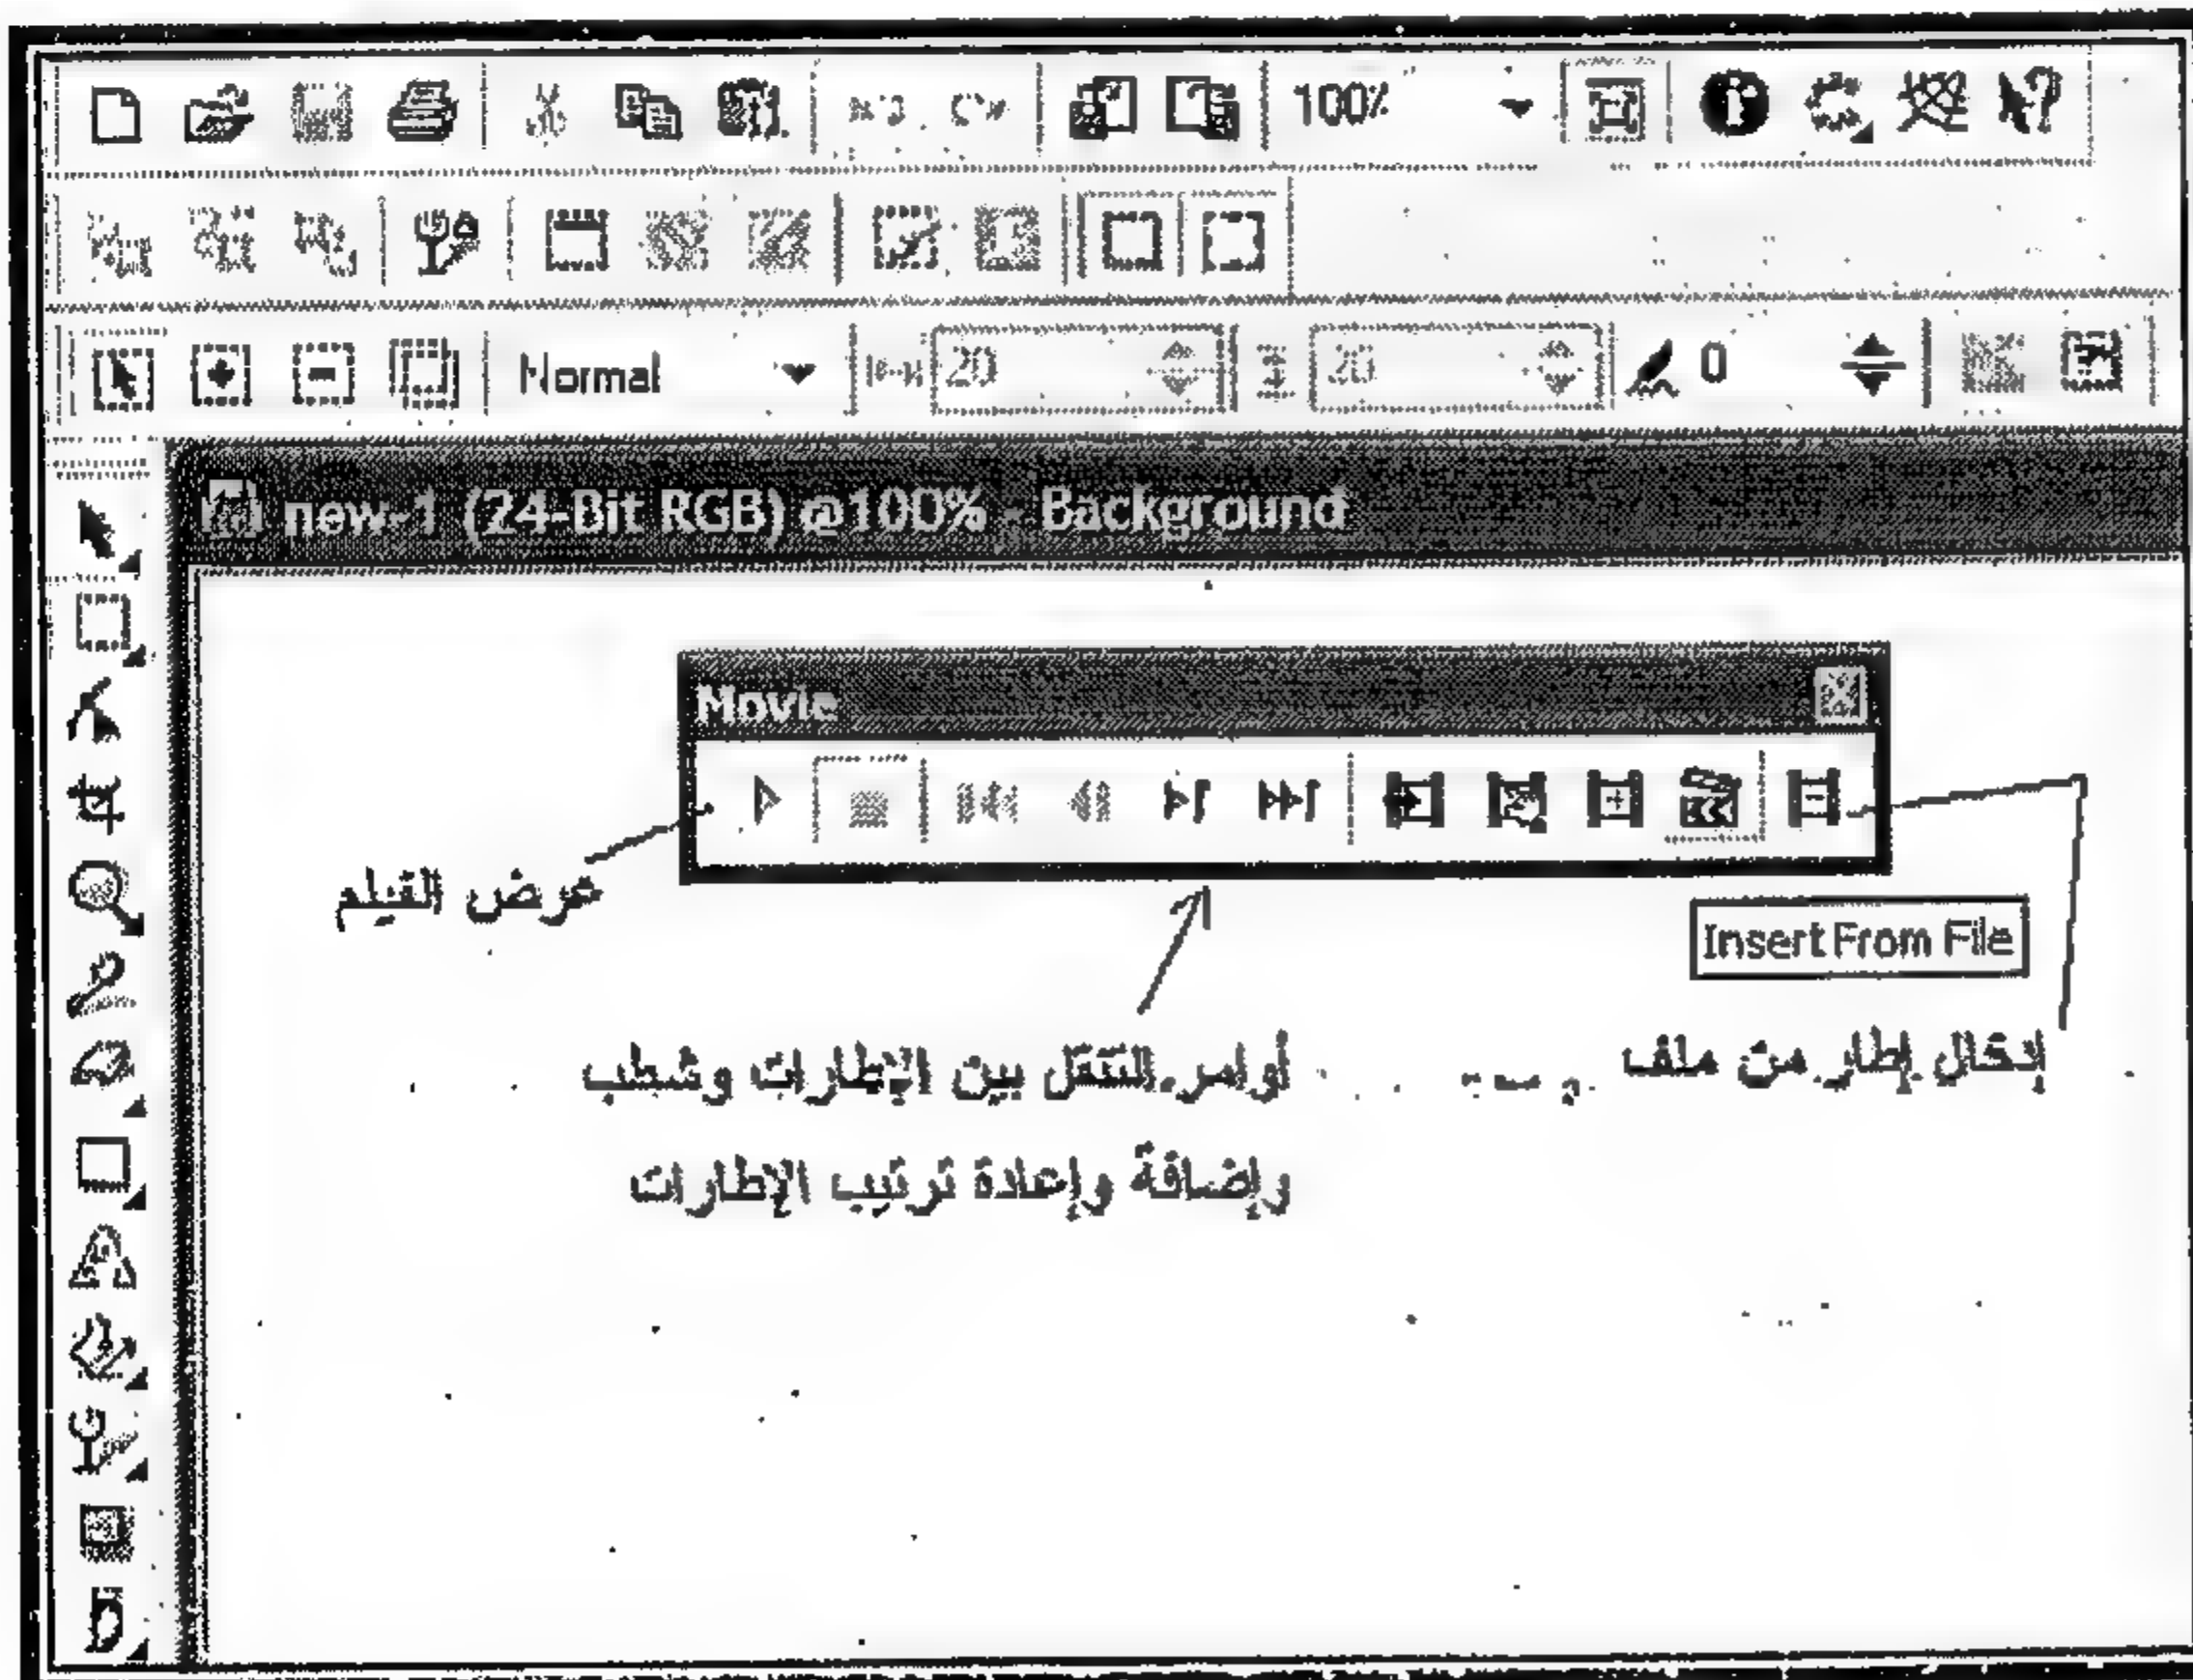 100%
Normal
20
20
0
new-1 (24-Bit RGB) @100% - Background
Movie
عرض الفيلم
Insert From File
إدخال إطار من ملف
أوامر التنقل بين الإطارات وشطب
وإضافة وإعادة ترتيب الإطارات